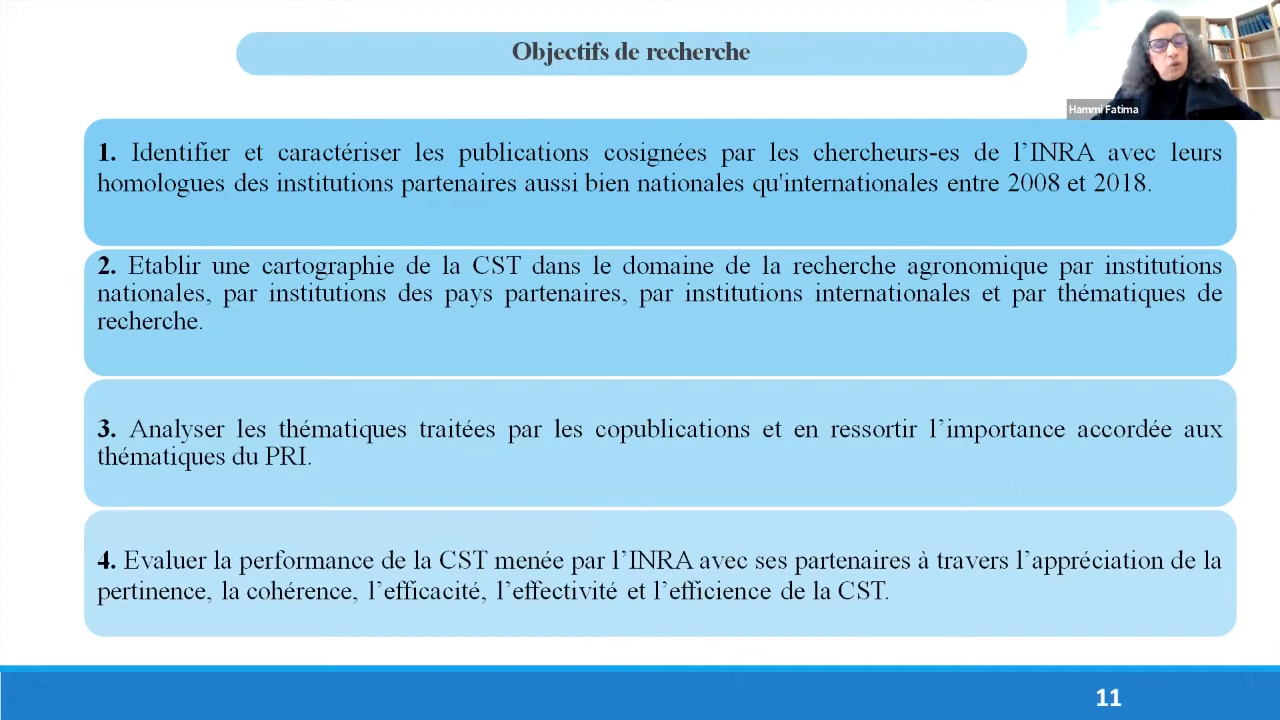 Objectifs de recherche
Hammi Fatima
1. Identifier et caractériser les publications cosignées par les chercheurs-es de l’INRA avec leurs
homologues des institutions partenaires aussi bien nationales qu'internationales entre 2008 et 2018.
2. Etablir une cartographie de la CST dans le domaine de la recherche agronomique par institutions
nationales, par institutions des pays partenaires, par institutions internationales et par thématiques de
recherche.
3. Analyser les thématiques traitées par les copublications et en ressortir l’importance accordée aux
thématiques du PRI.
4. Evaluer la performance de la CST menée par l’INRA avec ses partenaires à travers l’appréciation de la
pertinence, la cohérence, l’efficacité, l’effectivité et l’efficience de la CST.
11